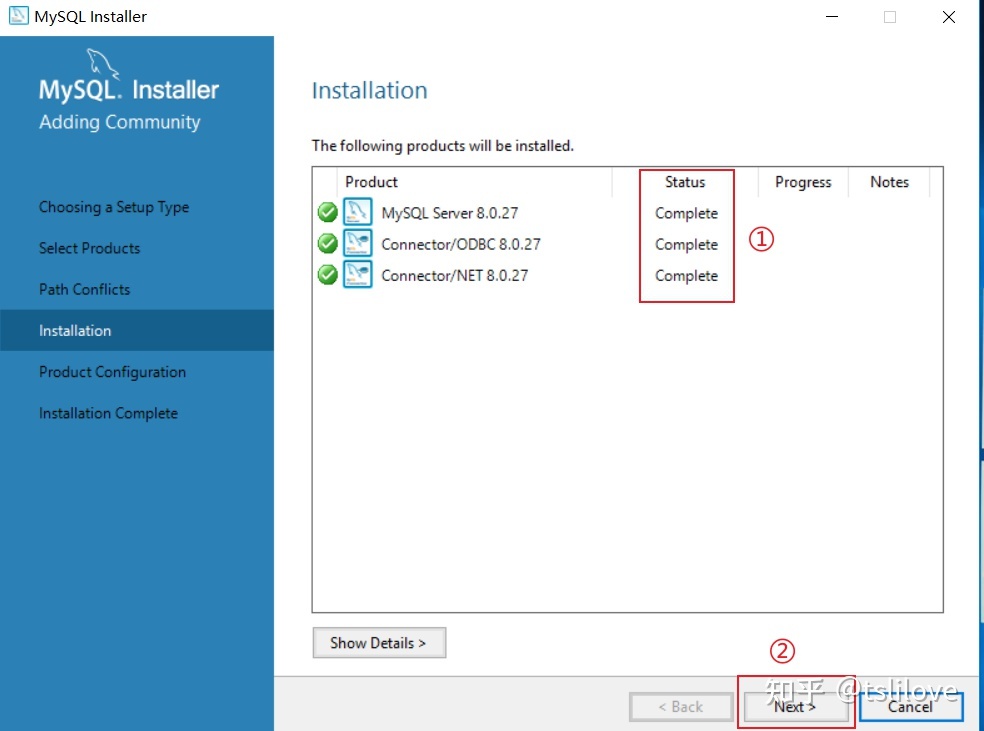 MySQL Installer
MySQL. Installer
Adding Community
Choosing a Setup Type
Select Products
Path Conflicts
Installation
Product Configuration
Installation Complete
Installation
The following products will be installed.
Product Status Progress Notes
MySQL Server 8.0.27 Complete
Connector/ODBC 8.0.27 Complete
Connector/NET 8.0.27 Complete
①
Show Details >
②
知乎 @tslilove
< Back Next > Cancel